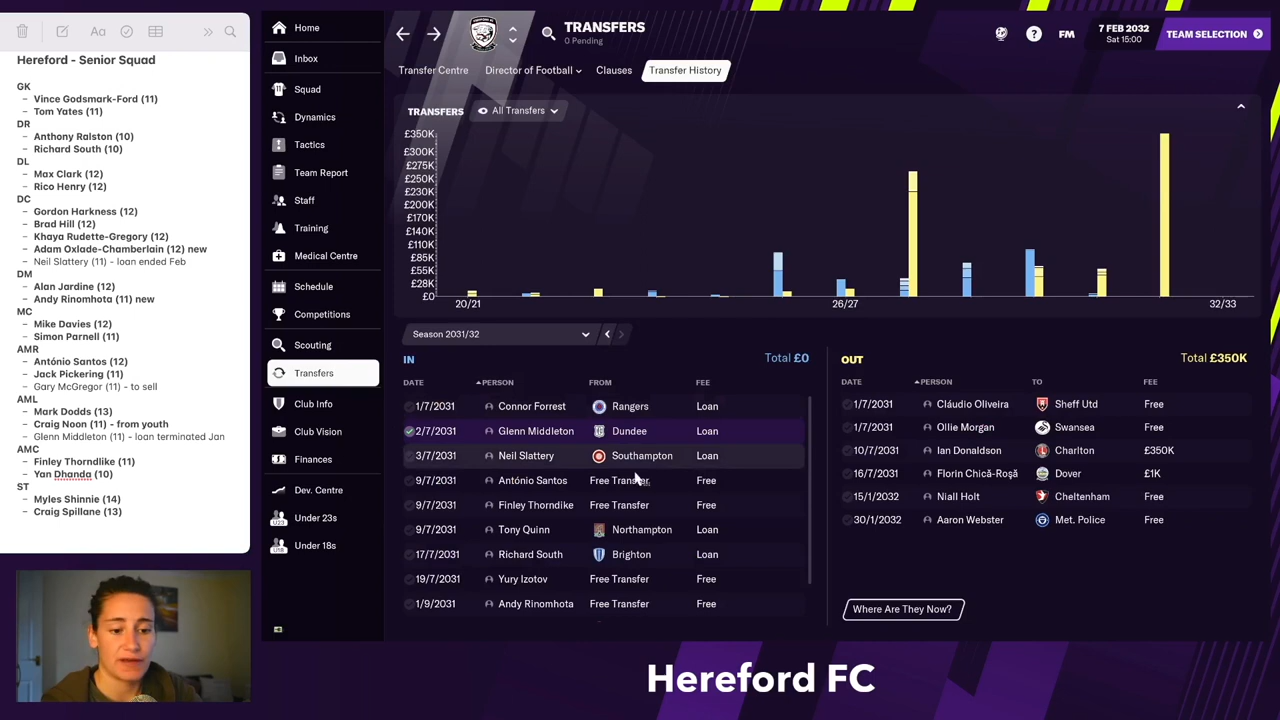 Aa
Hereford - Senior Squad
GK
- Vince Godsmark-Ford (11)
- Tom Yates (11)
DR
- Anthony Ralston (10)
- Richard South (10)
DL
- Max Clark (12)
- Rico Henry (12)
DC
- Gordon Harkness (12)
- Brad Hill (12)
- Khaya Rudette-Gregory (12)
- Adam Oxlade-Chamberlain (12) new
- Neil Slattery (11) - loan ended Feb
DM
- Alan Jardine (12)
- Andy Rinomhota (11) new
MC
- Mike Davies (12)
- Simon Parnell (11)
AMR
- António Santos (12)
- Jack Pickering (11)
- Gary McGregor (11) - to sell
AML
- Mark Dodds (13)
- Craig Noon (11) - from youth
- Glenn Middleton (11) - loan terminated Jan
AMC
- Finley Thorndlike (11)
- Yan Dhanda (10)
ST
- Myles Shinnie (14)
- Craig Spillane (13)
Home
Inbox
Squad
Dynamics
Tactics
Team Report
Staff
Training
Medical Centre
Schedule
Competitions
Scouting
Transfers
Club Info
Club Vision
Finances
Dev. Centre
U23 Under 23s
U18 Under 18s
HEREFORD FC
TRANSFERS
0 Pending
? FM
7 FEB 2032
Sat 15:00
TEAM SELECTION
Transfer Centre Director of Football Clauses Transfer History
TRANSFERS All Transfers
£350K
£300K
£275K
£250K
£230K
£200K
£170K
£140K
£110K
£85K
£55K
£28K
£0
20/21 26/27 32/33
Season 2031/32
IN Total £0
DATE PERSON FROM FEE
1/7/2031 Connor Forrest Rangers Loan
2/7/2031 Glenn Middleton Dundee Loan
3/7/2031 Neil Slattery Southampton Loan
9/7/2031 António Santos Free Transfer Free
9/7/2031 Finley Thorndike Free Transfer Free
9/7/2031 Tony Quinn Northampton Loan
17/7/2031 Richard South Brighton Loan
19/7/2031 Yury Izotov Free Transfer Free
1/9/2031 Andy Rinomhota Free Transfer Free
OUT Total £350K
DATE PERSON TO FEE
1/7/2031 Cláudio Oliveira Sheff Utd Free
1/7/2031 Ollie Morgan Swansea Free
10/7/2031 Ian Donaldson Charlton £350K
16/7/2031 Florin Chică-Roşă Dover £1K
15/1/2032 Niall Holt Cheltenham Free
30/1/2032 Aaron Webster Met. Police Free
Where Are They Now?
Hereford FC